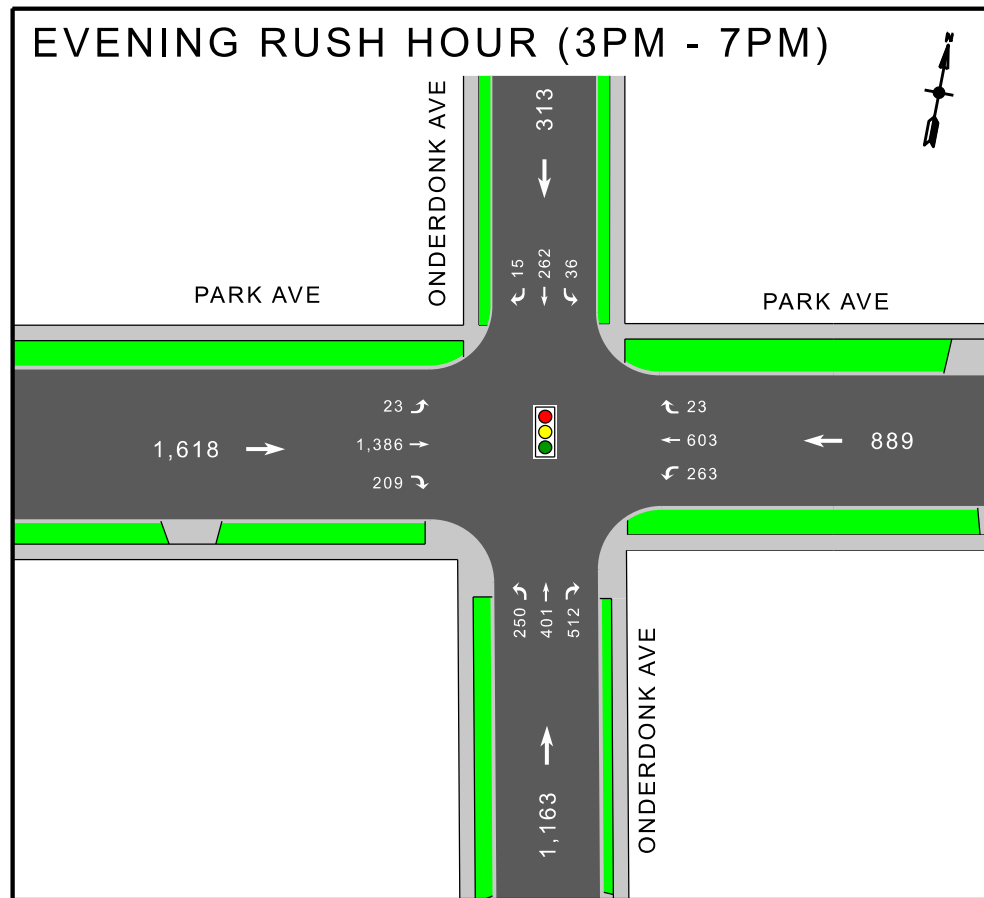 EVENING RUSH HOUR (3PM - 7PM)
N
ONDERDONK AVE
313
15
262
36
PARK AVE
PARK AVE
23
1,386
209
1,618
23
603
263
889
250
401
512
1,163
ONDERDONK AVE